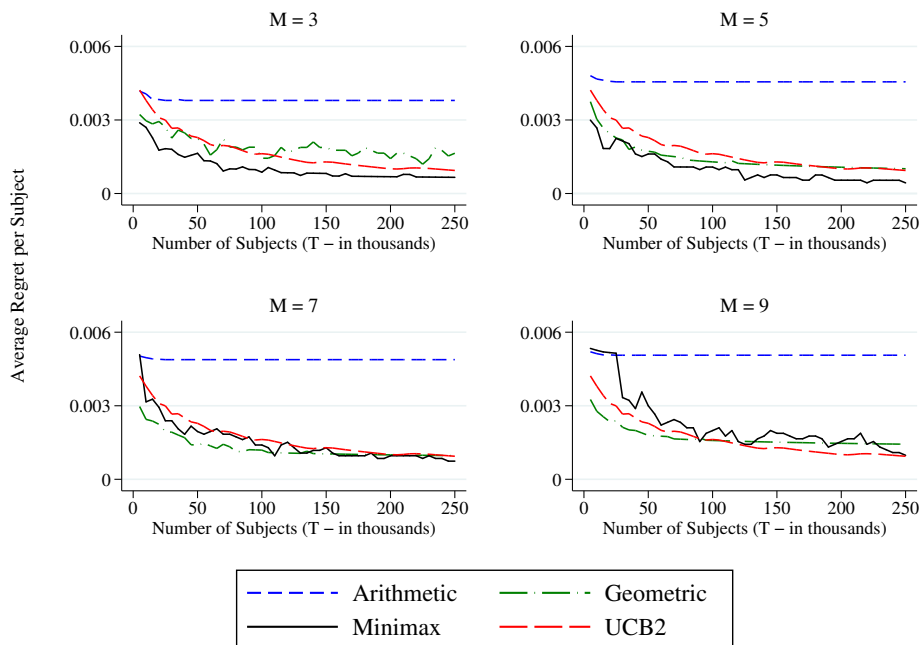 M = 3
0.006
0.003
0
0 50 100 150 200 250
Number of Subjects (T − in thousands)
M = 5
0.006
0.003
0
0 50 100 150 200 250
Number of Subjects (T − in thousands)
Average Regret per Subject
M = 7
0.006
0.003
0
0 50 100 150 200 250
Number of Subjects (T − in thousands)
M = 9
0.006
0.003
0
0 50 100 150 200 250
Number of Subjects (T − in thousands)
Arithmetic
Geometric
Minimax
UCB2